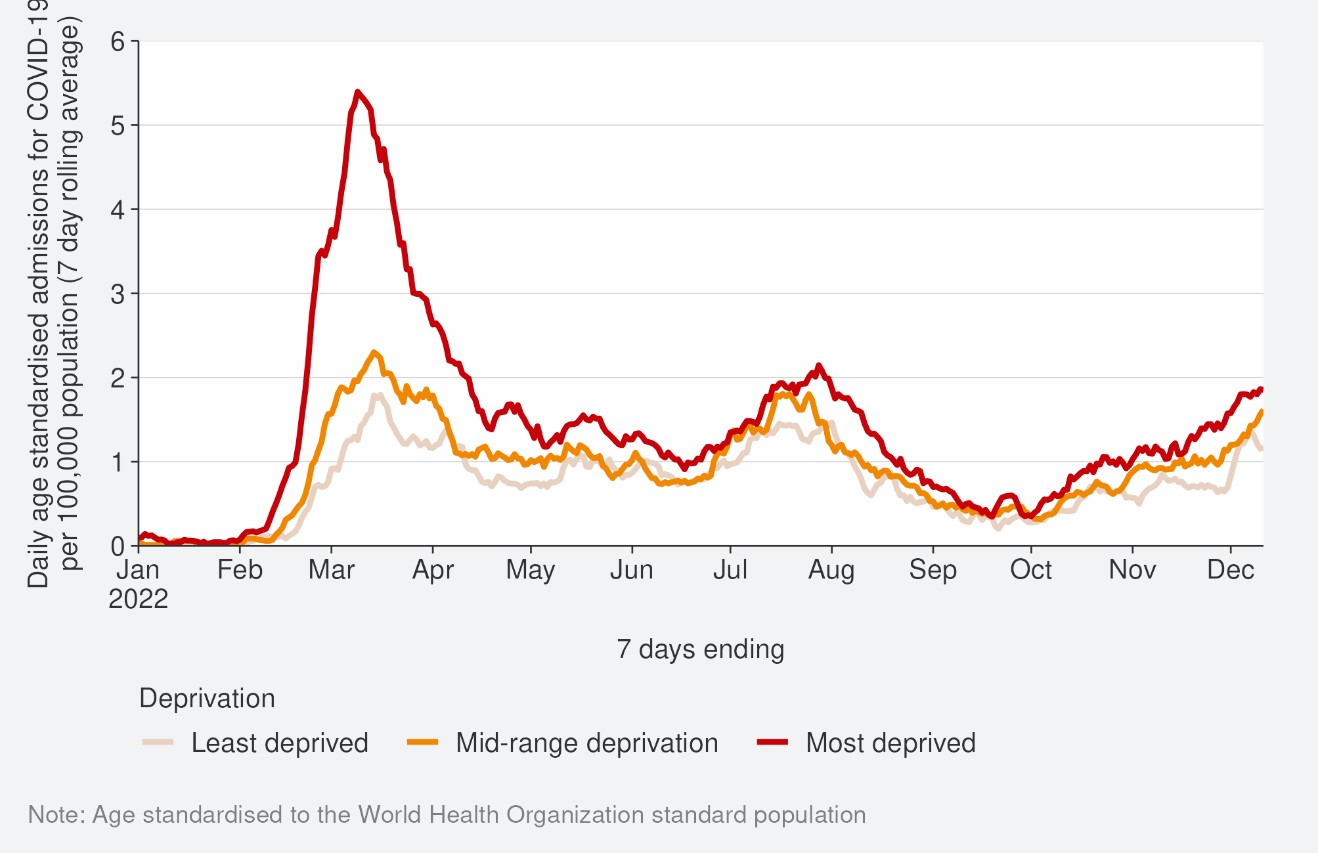 Daily age standardised admissions for COVID-19
per 100,000 population (7 day rolling average)
6
5
4
3
2
1
0
Jan Feb Mar Apr May Jun Jul Aug Sep Oct Nov Dec
2022
7 days ending
Deprivation
Least deprived Mid-range deprivation Most deprived
Note: Age standardised to the World Health Organization standard population